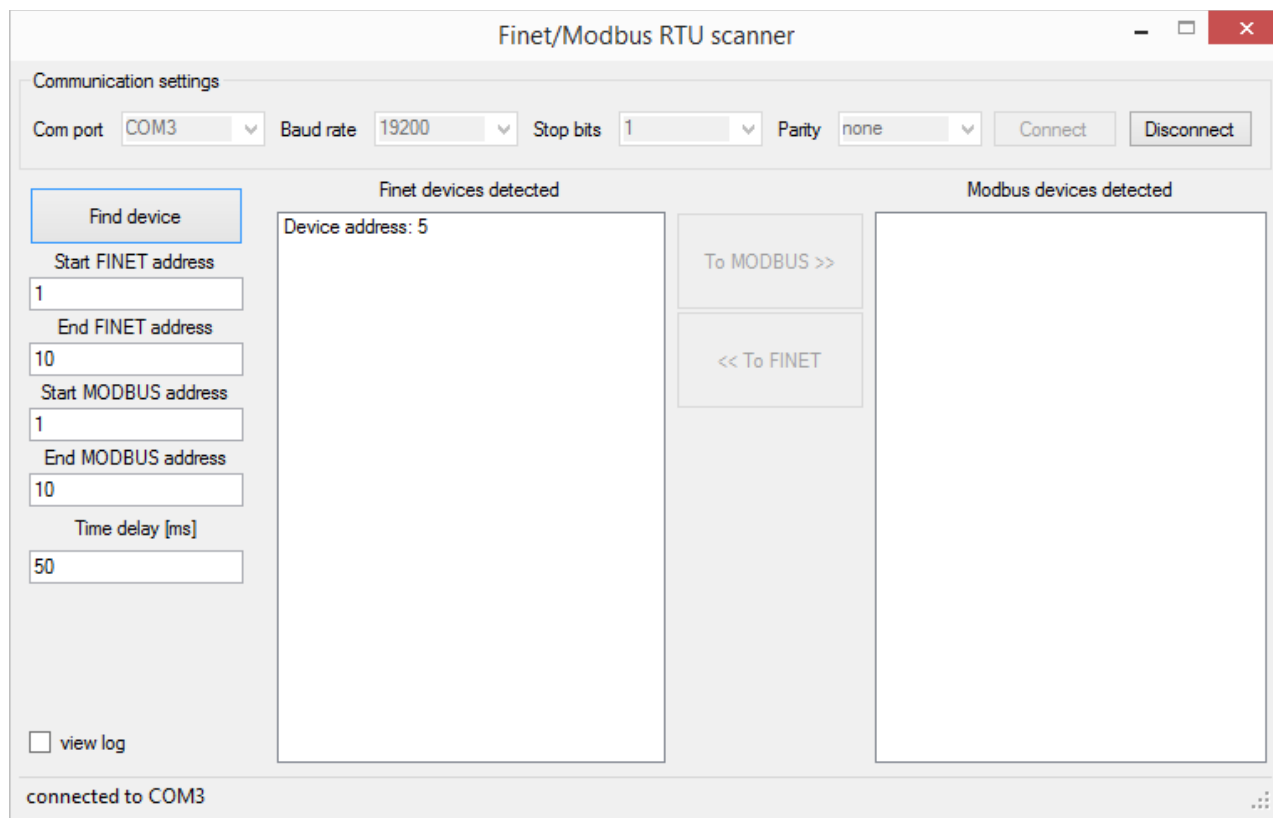 Finet/Modbus RTU scanner
Communication settings
Com port COM3 Baud rate 19200 Stop bits 1 Parity none Connect Disconnect
Find device
Start FINET address
1
End FINET address
10
Start MODBUS address
1
End MODBUS address
10
Time delay [ms]
50
view log
Finet devices detected
Device address: 5
To MODBUS >>
<< To FINET
Modbus devices detected
connected to COM3